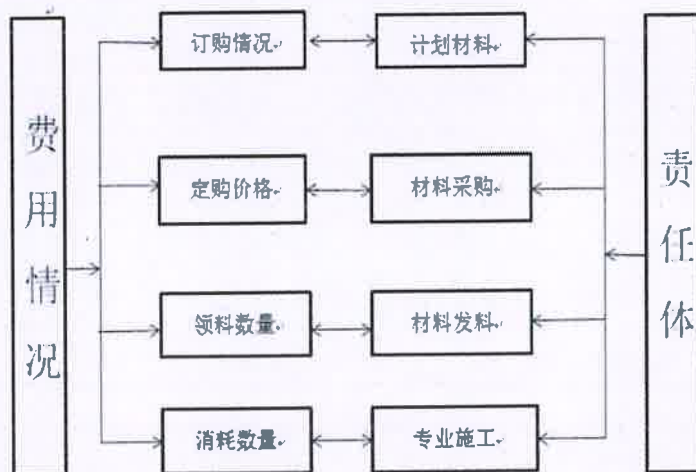 费用情况
订购情况
计划材料
定购价格
材料采购
领料数量
材料发料
消耗数量
专业施工
责任体